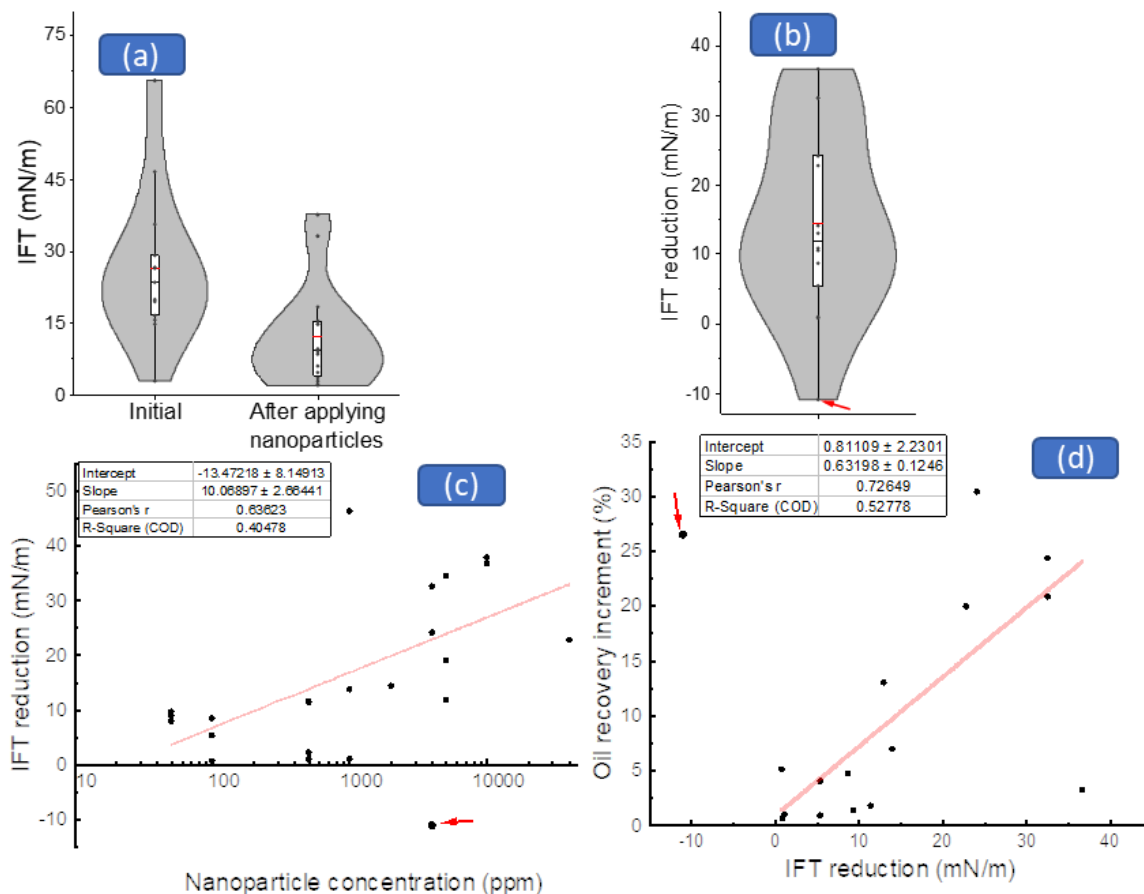 (a)
75
60
45
30
15
0
IFT (mN/m)
Initial
After applying
nanoparticles
(b)
40
30
20
10
0
-10
IFT reduction (mN/m)
Intercept -13.47218 ± 8.14913
Slope 10.06897 ± 2.66441
Pearson's r 0.63623
R-Square (COD) 0.40478
(c)
50
40
30
20
10
0
-10
IFT reduction (mN/m)
10 100 1000 10000
Nanoparticle concentration (ppm)
Intercept 0.81109 ± 2.2301
Slope 0.63198 ± 0.1246
Pearson's r 0.72649
R-Square (COD) 0.52778
(d)
35
30
25
20
15
10
5
0
Oil recovery increment (%)
-10 0 10 20 30 40
IFT reduction (mN/m)